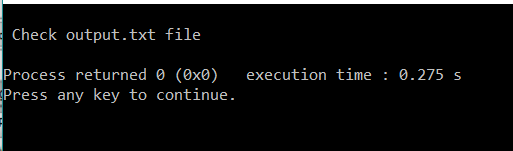 Check output.txt file
Process returned 0 (0x0)   execution time : 0.275 s
Press any key to continue.